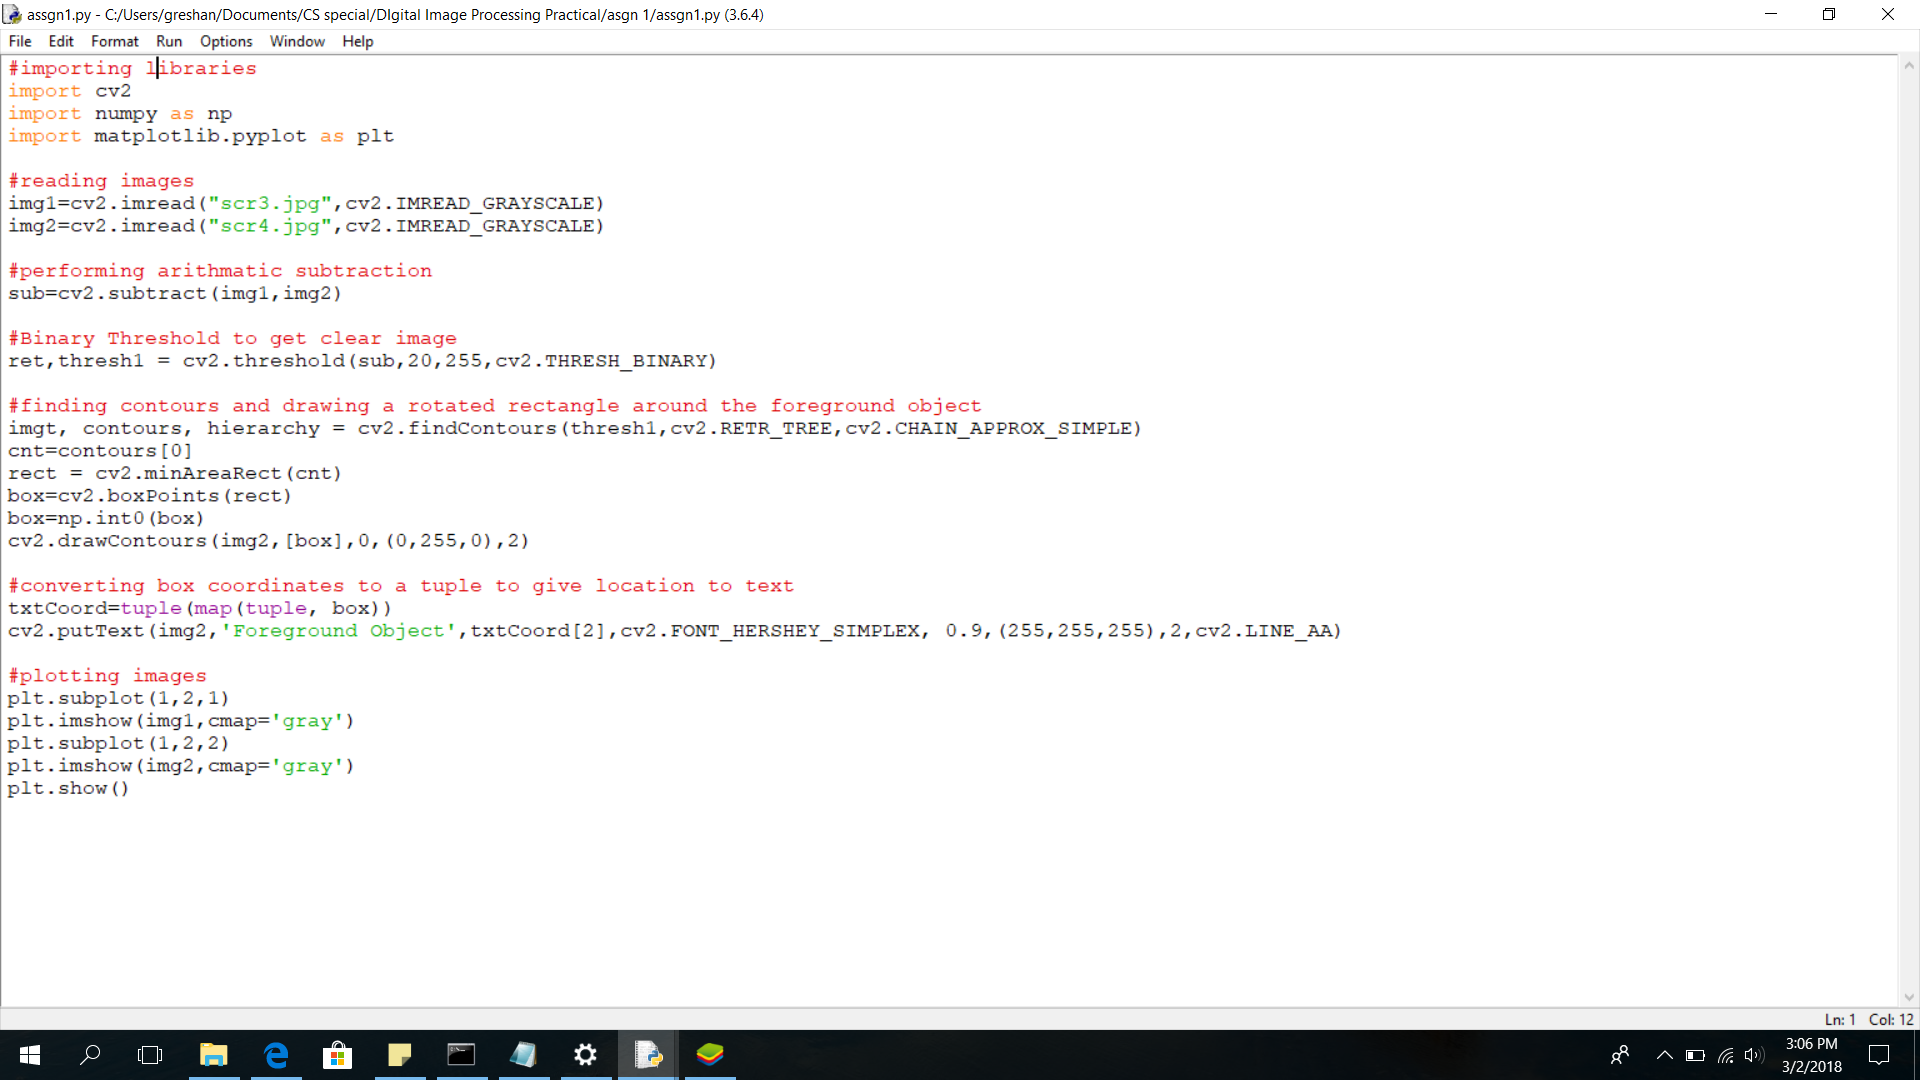 assgn1.py - C:/Users/greshan/Documents/CS special/DIgital Image Processing Practical/asgn 1/assgn1.py (3.6.4)
File Edit Format Run Options Window Help
#importing libraries
import cv2
import numpy as np
import matplotlib.pyplot as plt
#reading images
img1=cv2.imread("scr3.jpg",cv2.IMREAD_GRAYSCALE)
img2=cv2.imread("scr4.jpg",cv2.IMREAD_GRAYSCALE)
#performing arithmatic subtraction
sub=cv2.subtract(img1,img2)
#Binary Threshold to get clear image
ret,thresh1 = cv2.threshold(sub,20,255,cv2.THRESH_BINARY)
#finding contours and drawing a rotated rectangle around the foreground object
imgt, contours, hierarchy = cv2.findContours(thresh1,cv2.RETR_TREE,cv2.CHAIN_APPROX_SIMPLE)
cnt=contours[0]
rect = cv2.minAreaRect(cnt)
box=cv2.boxPoints(rect)
box=np.int0(box)
cv2.drawContours(img2,[box],0,(0,255,0),2)
#converting box coordinates to a tuple to give location to text
txtCoord=tuple(map(tuple, box))
cv2.putText(img2,'Foreground Object',txtCoord[2],cv2.FONT_HERSHEY_SIMPLEX, 0.9,(255,255,255),2,cv2.LINE_AA)
#plotting images
plt.subplot(1,2,1)
plt.imshow(img1,cmap='gray')
plt.subplot(1,2,2)
plt.imshow(img2,cmap='gray')
plt.show()
Ln: 1 Col: 12
3:06 PM
3/2/2018